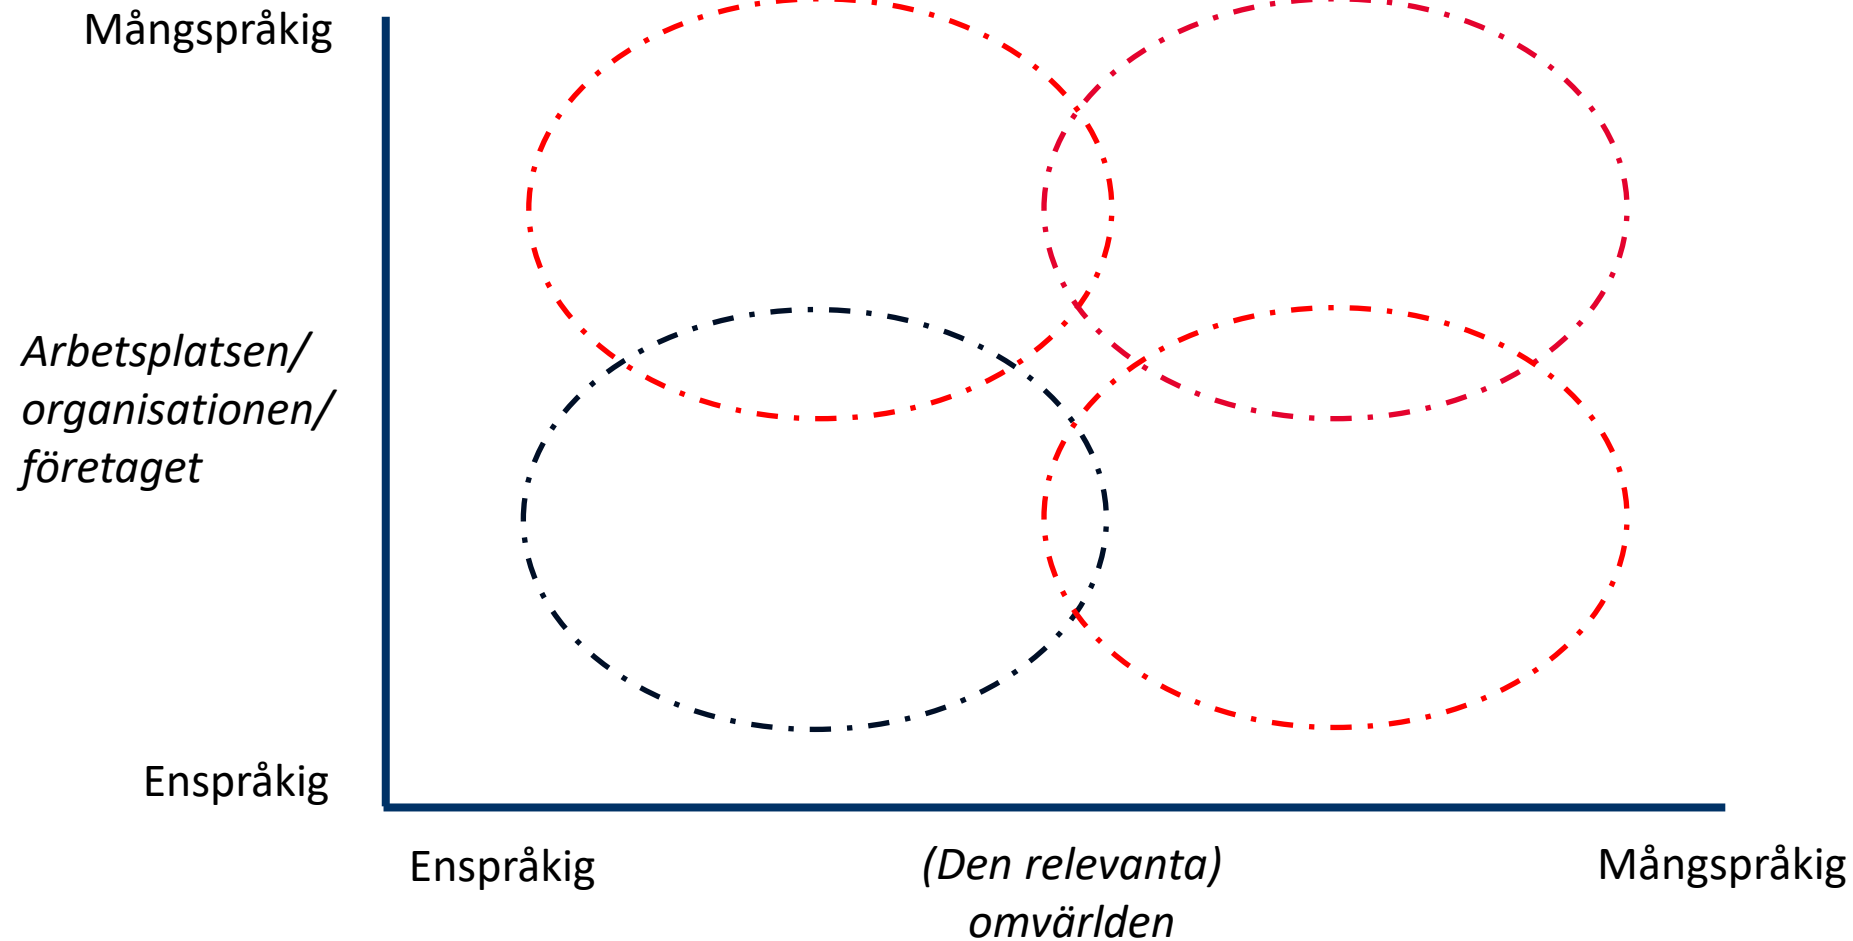 Mångspråkig
Arbetsplatsen/
organisationen/
företaget
Enspråkig
Enspråkig
(Den relevanta)
omvärlden
Mångspråkig